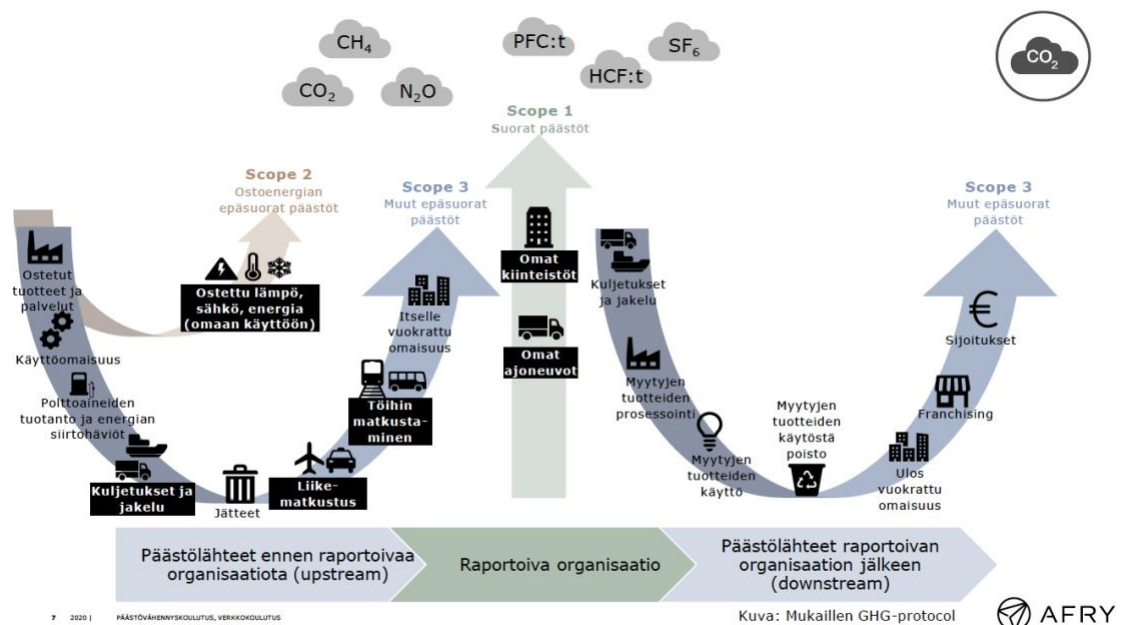 CH4
PFC:t
SF6
HCF:t
CO2
N2O
CO2
Scope 1
Suorat päästöt
Scope 2
Ostoenergian
epäsuorat päästöt
Scope 3
Muut epäsuorat
päästöt
Scope 3
Muut epäsuorat
päästöt
Ostetut
tuotteet ja
palvelut
Käyttöomaisuus
Polttoaineiden
tuotanto ja energian
siirtohäviöt
Kuljetukset ja
jakelu
Jätteet
Ostettu lämpö,
sähkö, energia
(omaan käyttöön)
Liike-
matkustus
Töihin
matkusta-
minen
Itselle
vuokrattu
omaisuus
Omat
kiinteistöt
Omat
ajoneuvot
Kuljetukset
ja jakelu
Myytyjen
tuotteiden
prosessointi
Myytyjen
tuotteiden
käyttö
Myytyjen
tuotteiden
käytöstä
poisto
Ulos
vuokrattu
omaisuus
Franchising
€
Sijoitukset
Päästölähteet ennen raportoivaa
organisaatiota (upstream)
Raportoiva organisaatio
Päästölähteet raportoivan
organisaation jälkeen
(downstream)
7 2020 | PÄÄSTÖVÄHENNYSKOULUTUS, VERKKOKOULUTUS
Kuva: Mukaillen GHG-protocol
AFRY